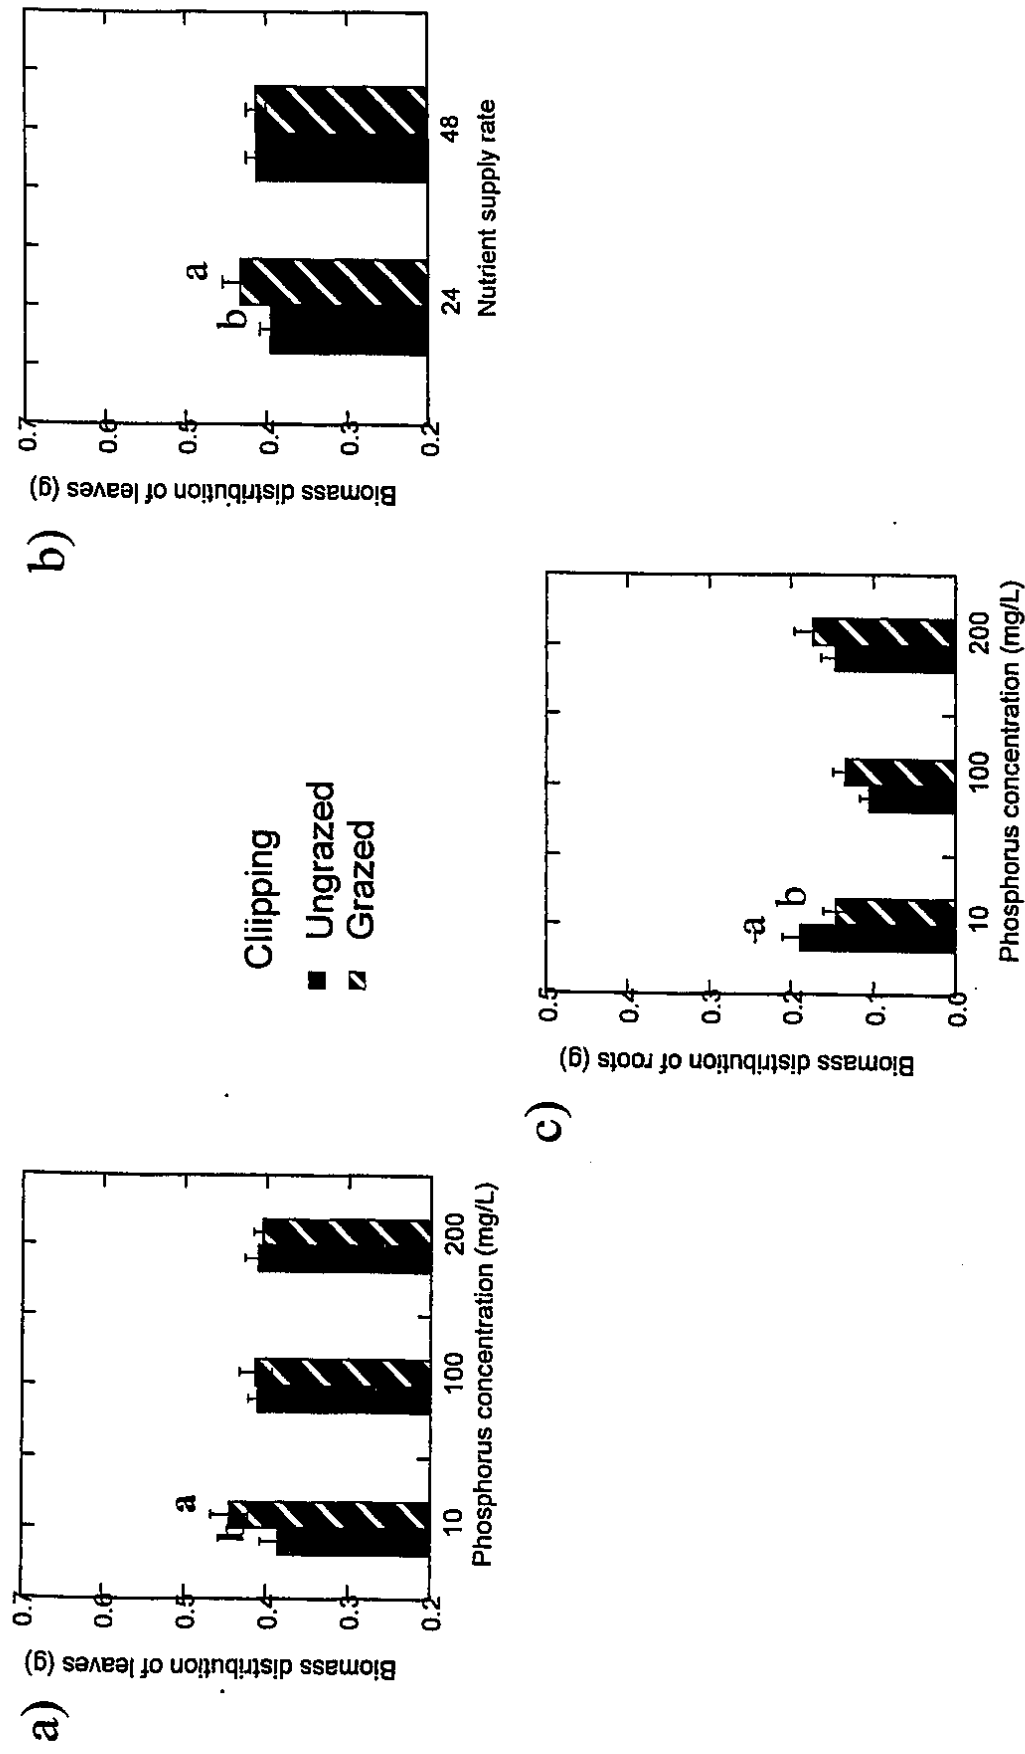 a)
Biomass distribution of leaves (g)
0.7
0.6
0.5
0.4
0.3
0.2
a
b
10
100
200
Phosphorus concentration (mg/L)
Cliipping
Ungrazed
Grazed
b)
Biomass distribution of leaves (g)
0.7
0.6
0.5
0.4
0.3
0.2
b
a
24
48
Nutrient supply rate
c)
Biomass distribution of roots (g)
0.5
0.4
0.3
0.2
0.1
0.0
a
b
10
100
200
Phosphorus concentration (mg/L)